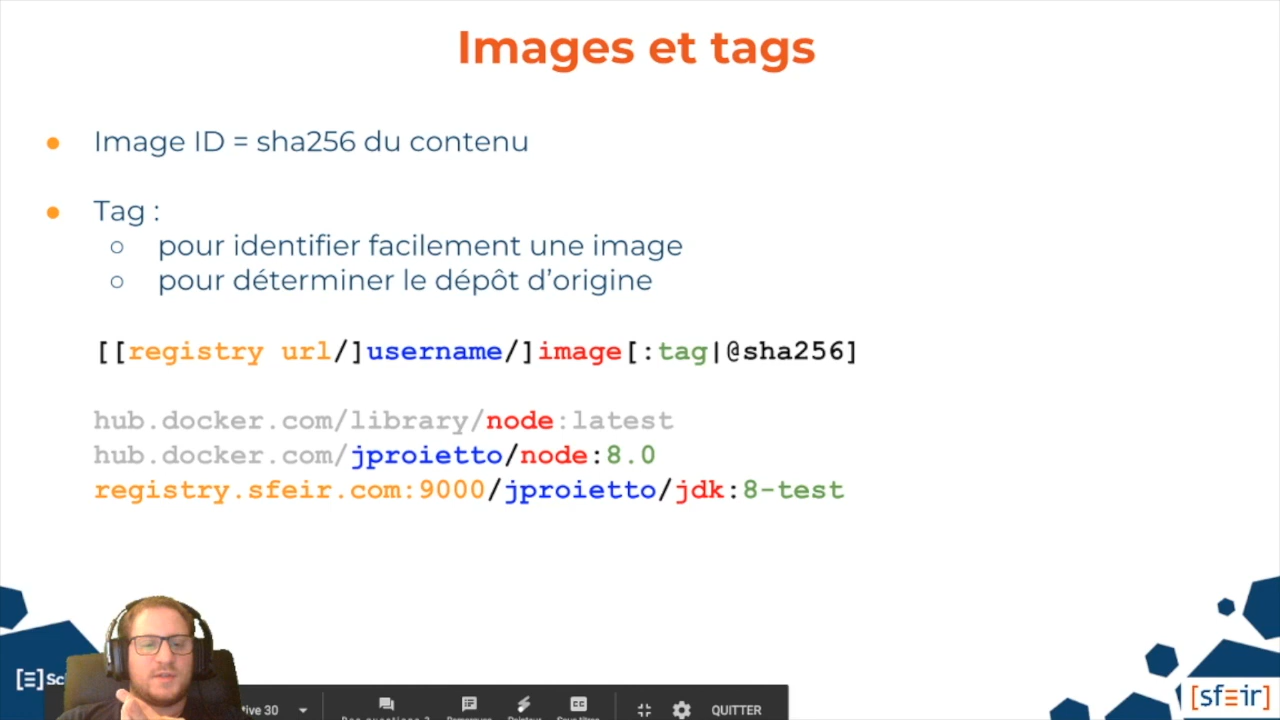 Images et tags
Image ID = sha256 du contenu
Tag :
pour identifier facilement une image
pour déterminer le dépôt d'origine
[[registry url/]username/]image[:tag|@sha256]
hub.docker.com/library/node:latest
hub.docker.com/jproietto/node:8.0
registry.sfeir.com:9000/jproietto/jdk:8-test
[sfeir]
30
QUITTER